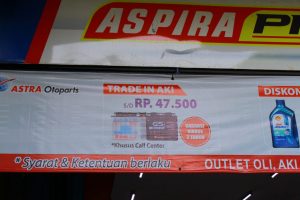 ASPIRA
ASTRA Otoparts
TRADE IN AKI
S/D RP. 47.500
*Khusus Call Center
DISKON
* Syarat & Ketentuan berlaku
OUTLET OLI, AKI